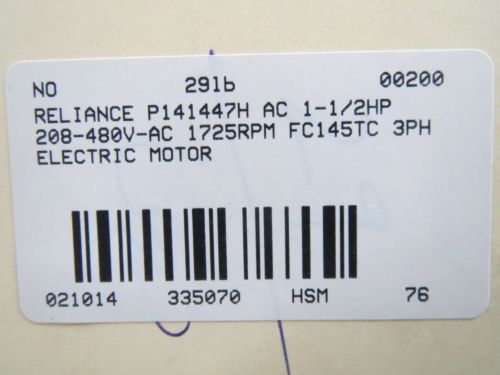 NO 29lb 00200
RELIANCE P141447H AC 1-1/2HP
208-480V-AC 1725RPM FC145TC 3PH
ELECTRIC MOTOR
021014 335070 HSM 76